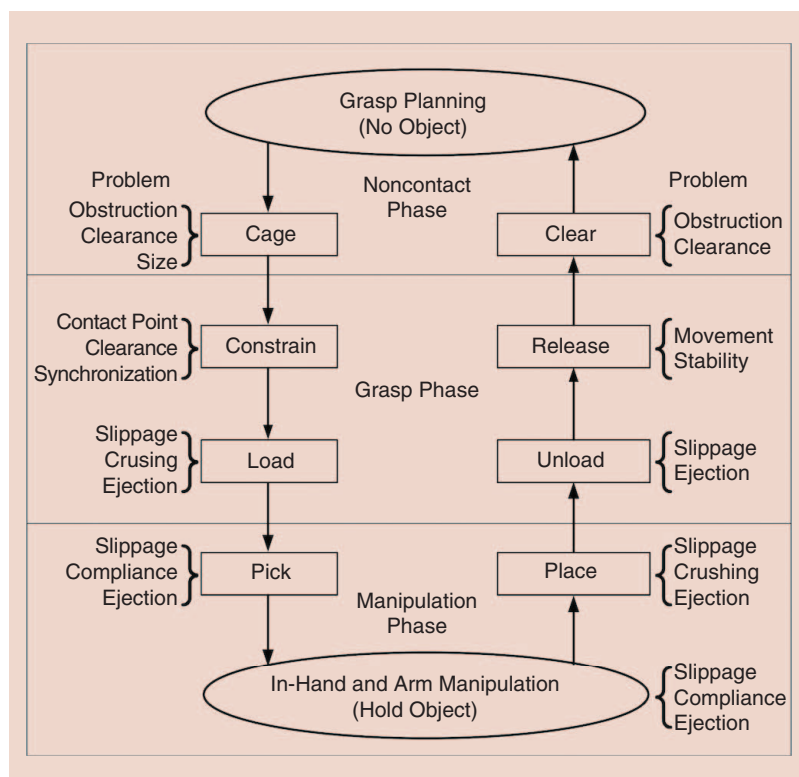 Grasp Planning
(No Object)
Problem
Noncontact
Phase
Problem
Obstruction
Clearance
Size
Cage
Clear
Obstruction
Clearance
Contact Point
Clearance
Synchronization
Constrain
Release
Movement
Stability
Grasp Phase
Slippage
Crusing
Ejection
Load
Unload
Slippage
Ejection
Slippage
Compliance
Ejection
Pick
Place
Slippage
Crushing
Ejection
Manipulation
Phase
In-Hand and Arm Manipulation
(Hold Object)
Slippage
Compliance
Ejection